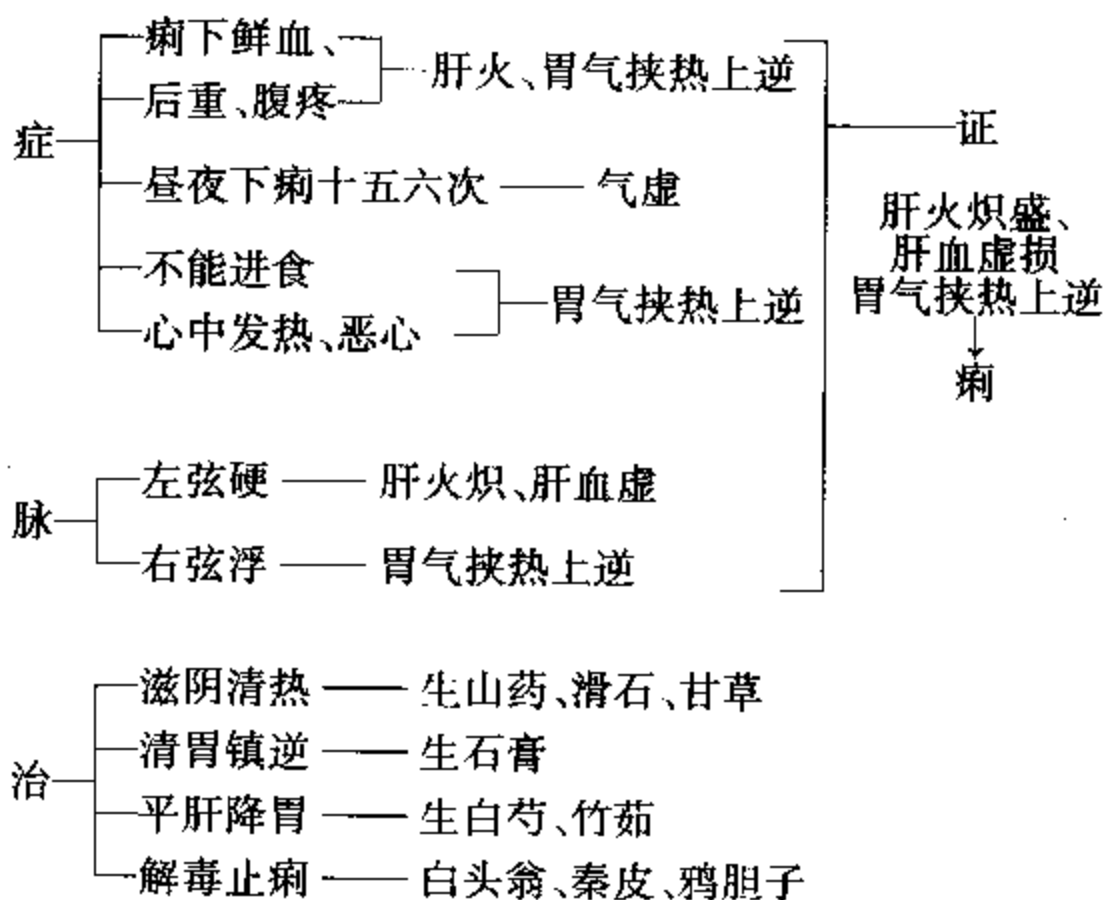 症
痢下鲜血、
后重、腹疼
肝火、胃气挟热上逆
昼夜下痢十五六次
气虚
不能进食
心中发热、恶心
胃气挟热上逆
脉
左弦硬
肝火炽、肝血虚
右弦浮
胃气挟热上逆
证
肝火炽盛、
肝血虚损
胃气挟热上逆
痢
治
滋阴清热
生山药、滑石、甘草
清胃镇逆
生石膏
平肝降胃
生白芍、竹茹
解毒止痢
白头翁、秦皮、鸦胆子